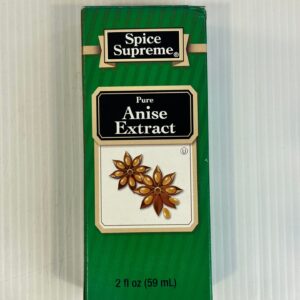 Spice
Supreme®
Pure
Anise
Extract
U
2 fl oz (59 mL)